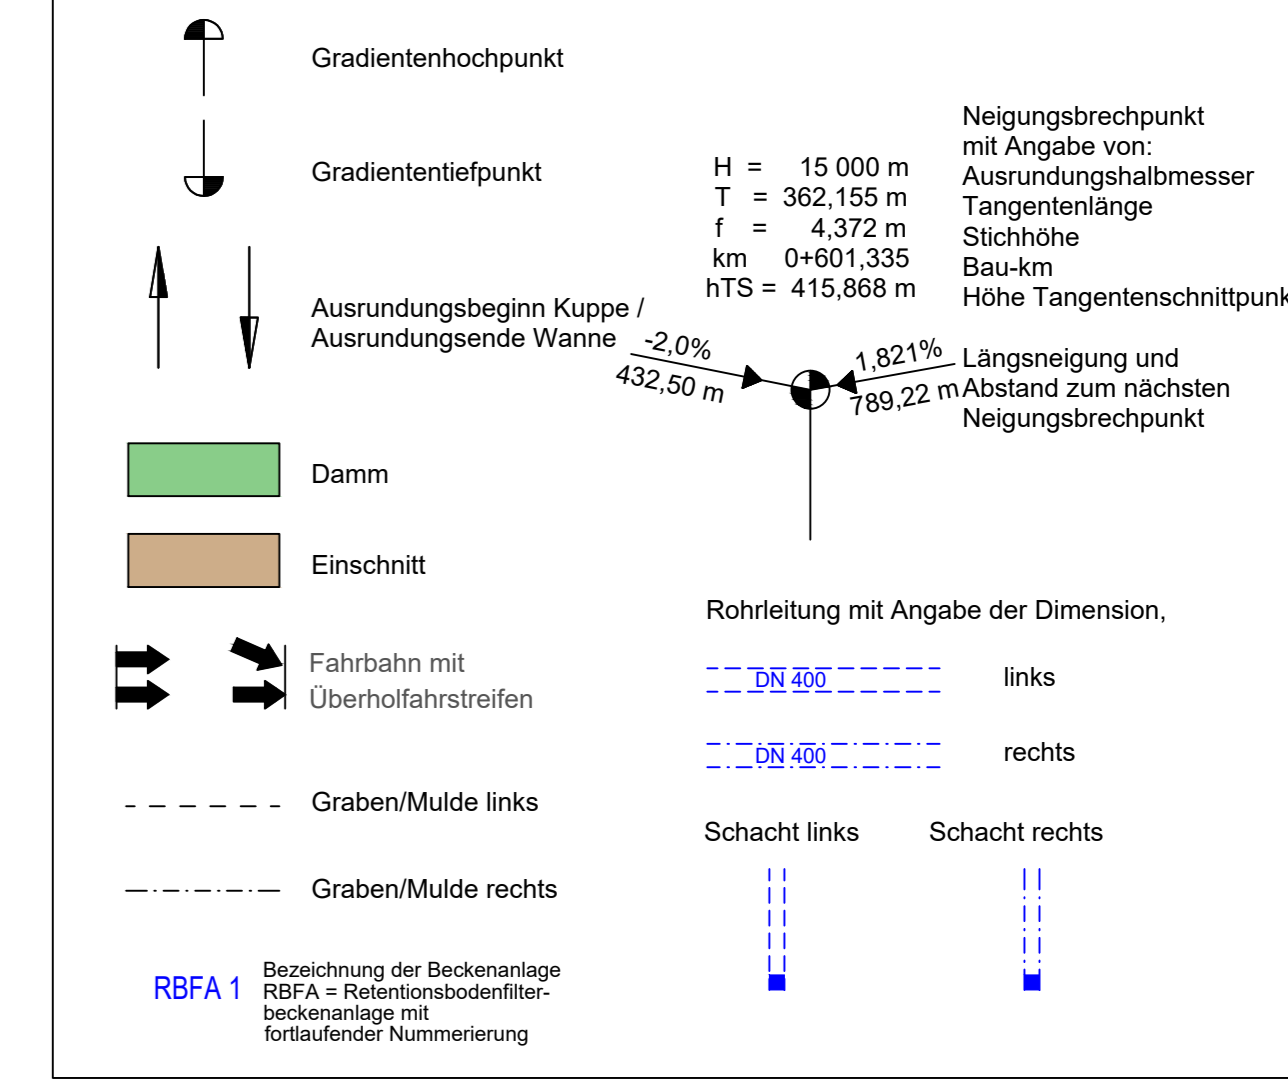 Gradientenhochpunkt
Gradiententiefpunkt
Ausrundungsbeginn Kuppe /
Ausrundungsende Wanne
Damm
Einschnitt
Fahrbahn mit
Überholfahrstreifen
Graben/Mulde links
Graben/Mulde rechts
RBFA 1
Bezeichnung der Beckenanlage
RBFA = Retentionsbodenfilter-
beckenanlage mit
fortlaufender Nummerierung
H = 15 000 m
T = 362,155 m
f = 4,372 m
km 0+601,335
hTS = 415,868 m
Neigungsbrechpunkt
mit Angabe von:
Ausrundungshalbmesser
Tangentenlänge
Stichhöhe
Bau-km
Höhe Tangentenschnittpunk
-2,0%
432,50 m
1,821%
789,22 m
Längsneigung und
Abstand zum nächsten
Neigungsbrechpunkt
Rohrleitung mit Angabe der Dimension,
DN 400 links
DN 400 rechts
Schacht links Schacht rechts